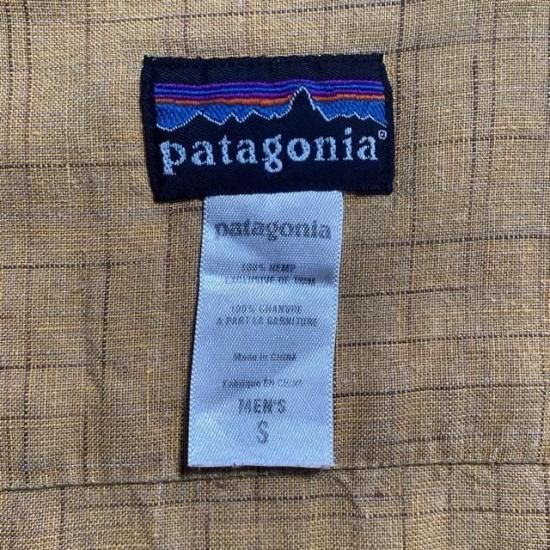 patagonia®
patagonia
100% HEMP
EXCLUSIVE OF TRIM
100% CHANVRE
A PART LA GARNITURE
Made in CHINA
Fabriqué EN CHINE
MEN'S
S